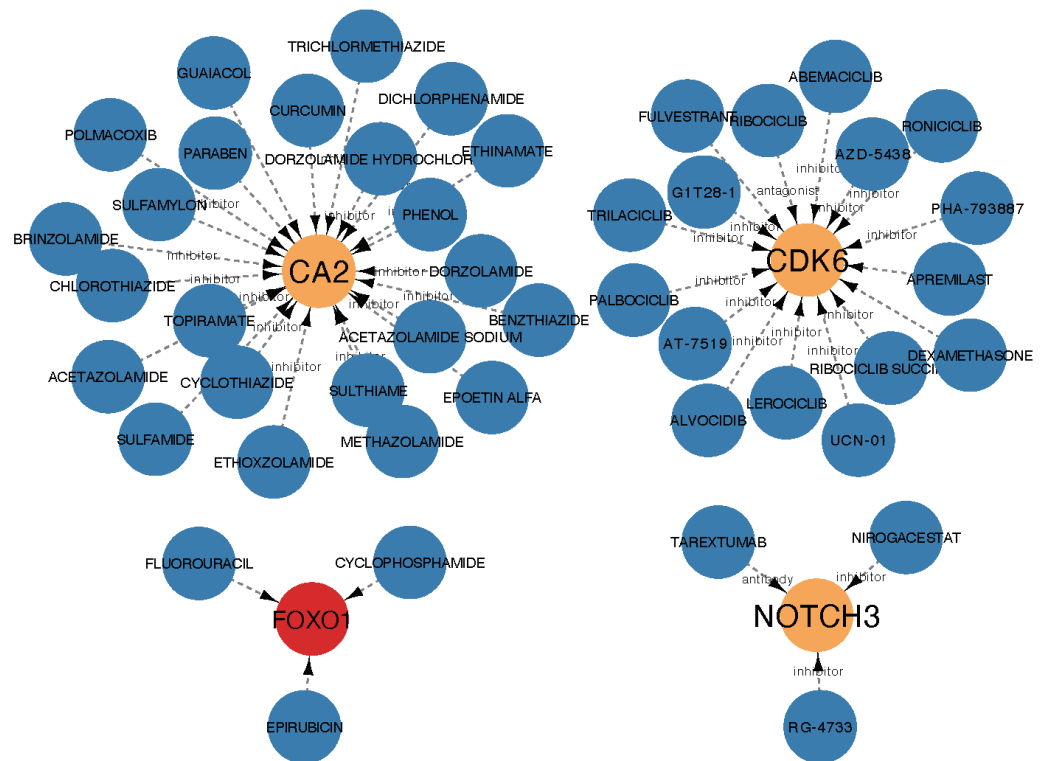 TRICHLORMETHIAZIDE
GUAIACOL
CURCUMIN
DICHLORPHENAMIDE
POLMACOXIB
PARABEN
DORZOLAMIDE HYDROCHLOR
ETHINAMATE
SULFAMYLON
inhibitor
PHENOL
BRINZOLAMIDE
inhibitor
CA2
inhibitor
DORZOLAMIDE
CHLOROTHIAZIDE
inhibitor
inhibitor
inhibitor
inhibitor
BENZTHIAZIDE
TOPIRAMATE
inhibitor
ACETAZOLAMIDE SODIUM
ACETAZOLAMIDE
CYCLOTHIAZIDE
inhibitor
SULTHIAME
EPOETIN ALFA
SULFAMIDE
METHAZOLAMIDE
ETHOXZOLAMIDE
ABEMACICLIB
FULVESTRANT
RIBOCICLIB
RONICICLIB
AZD-5438
inhibitor
G1T28-1
antagonist
inhibitor
inhibitor
PHA-793887
TRILACICLIB
inhibitor
inhibitor
inhibitor
CDK6
PALBOCICLIB
inhibitor
APREMILAST
inhibitor
inhibitor
AT-7519
inhibitor
inhibitor
DEXAMETHASONE
RIBOCICLIB SUCCI
LEROCICLIB
ALVOCIDIB
UCN-01
FLUOROURACIL
CYCLOPHOSPHAMIDE
FOXO1
EPIRUBICIN
TAREXTUMAB
NIROGACESTAT
antibody
inhibitor
NOTCH3
inhibitor
RG-4733